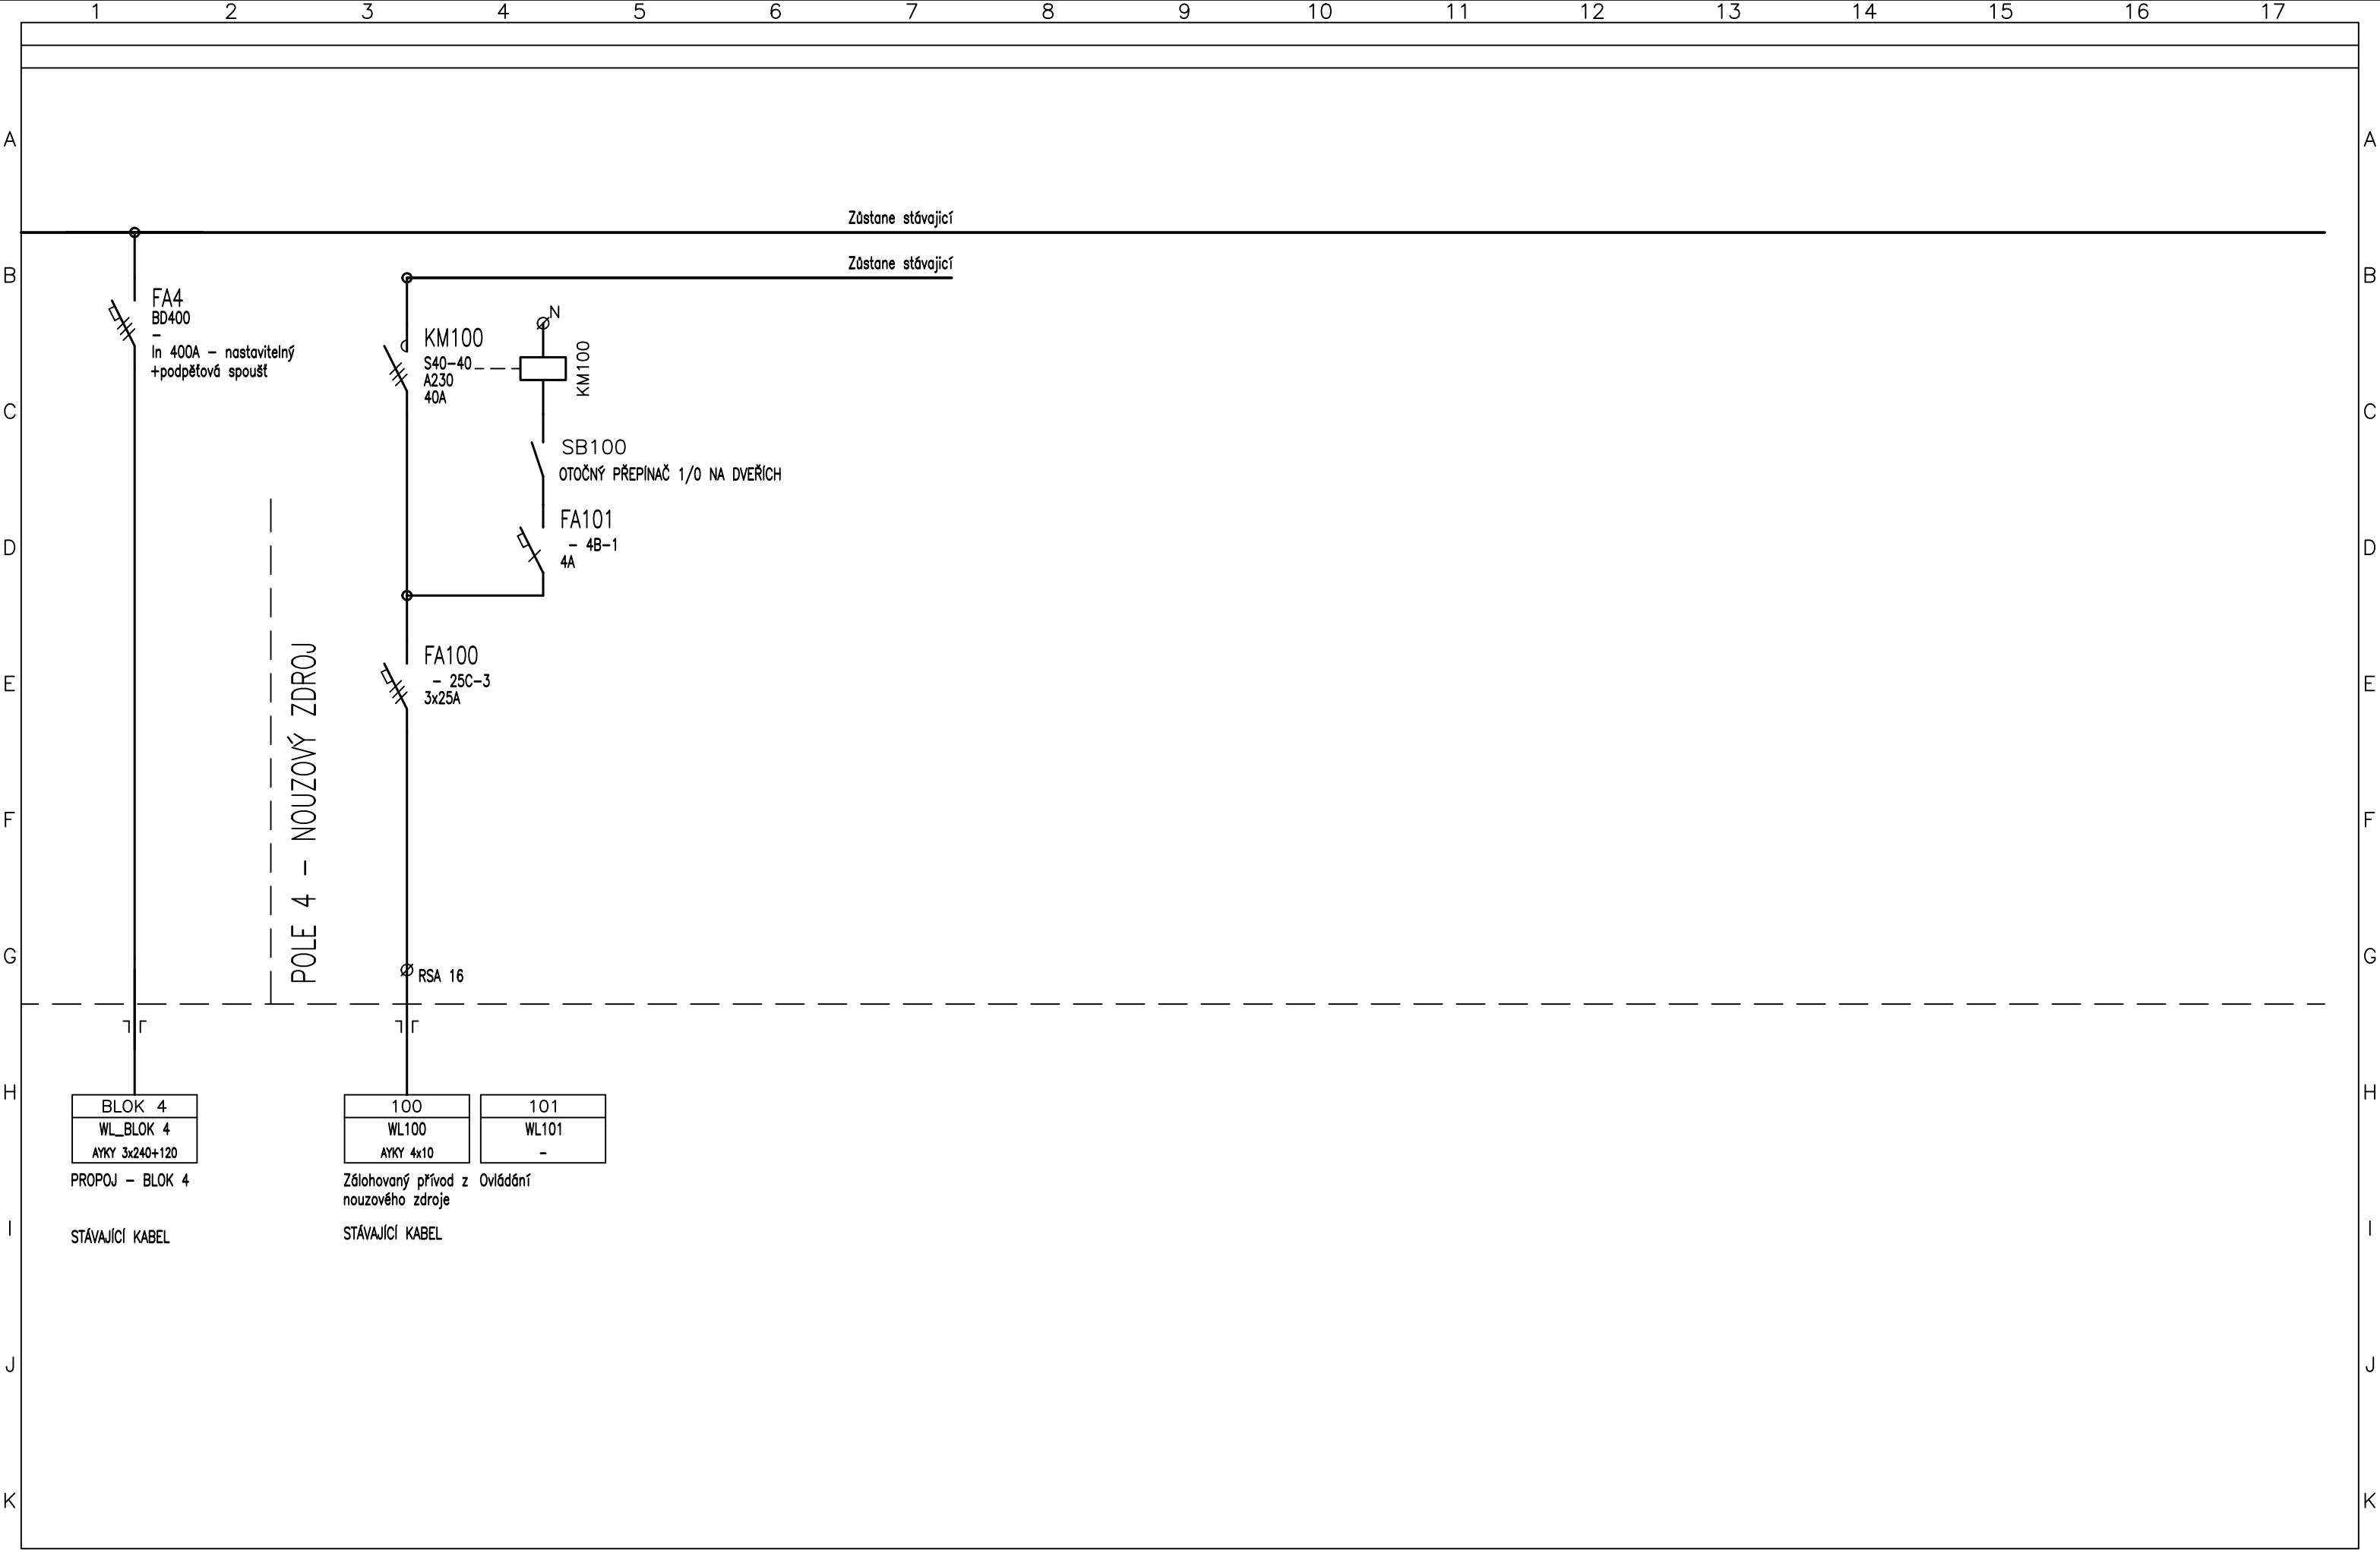 1 2 3 4 5 6 7 8 9 10 11 12 13 14 15 16 17
A A
Zůstane stávajicí
B B
Zůstane stávajicí
FA4
BD400
-
In 400A - nastavitelný
+podpěťová spoušť
N
KM100
S40-40
A230
40A
KM100
C C
SB100
OTOČNÝ PŘEPÍNAČ 1/0 NA DVEŘÍCH
FA101
- 4B-1
4A
D D
POLE 4 - NOUZOVÝ ZDROJ
FA100
- 25C-3
3x25A
E E
F F
G G
RSA 16
H H
BLOK 4
WL_BLOK 4
AYKY 3x240+120
PROPOJ - BLOK 4
STÁVAJÍCÍ KABEL
100
WL100
AYKY 4x10
Zálohovaný přívod z
nouzového zdroje
STÁVAJÍCÍ KABEL
101
WL101
-
Ovládání
I I
J J
K K